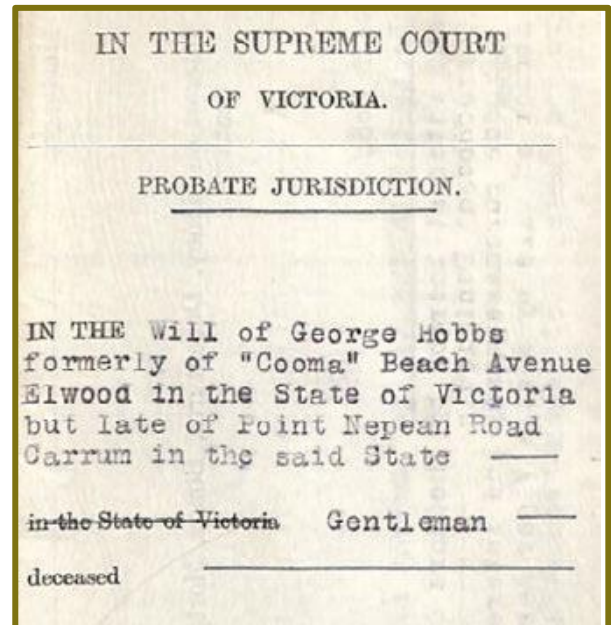 IN THE SUPREME COURT
OF VICTORIA.
PROBATE JURISDICTION.
IN THE Will of George Hobbs
formerly of "Cooma" Beach Avenue
Elwood in the State of Victoria
but late of Point Nepean Road
Carrum in the said State
in the State of Victoria Gentleman
deceased